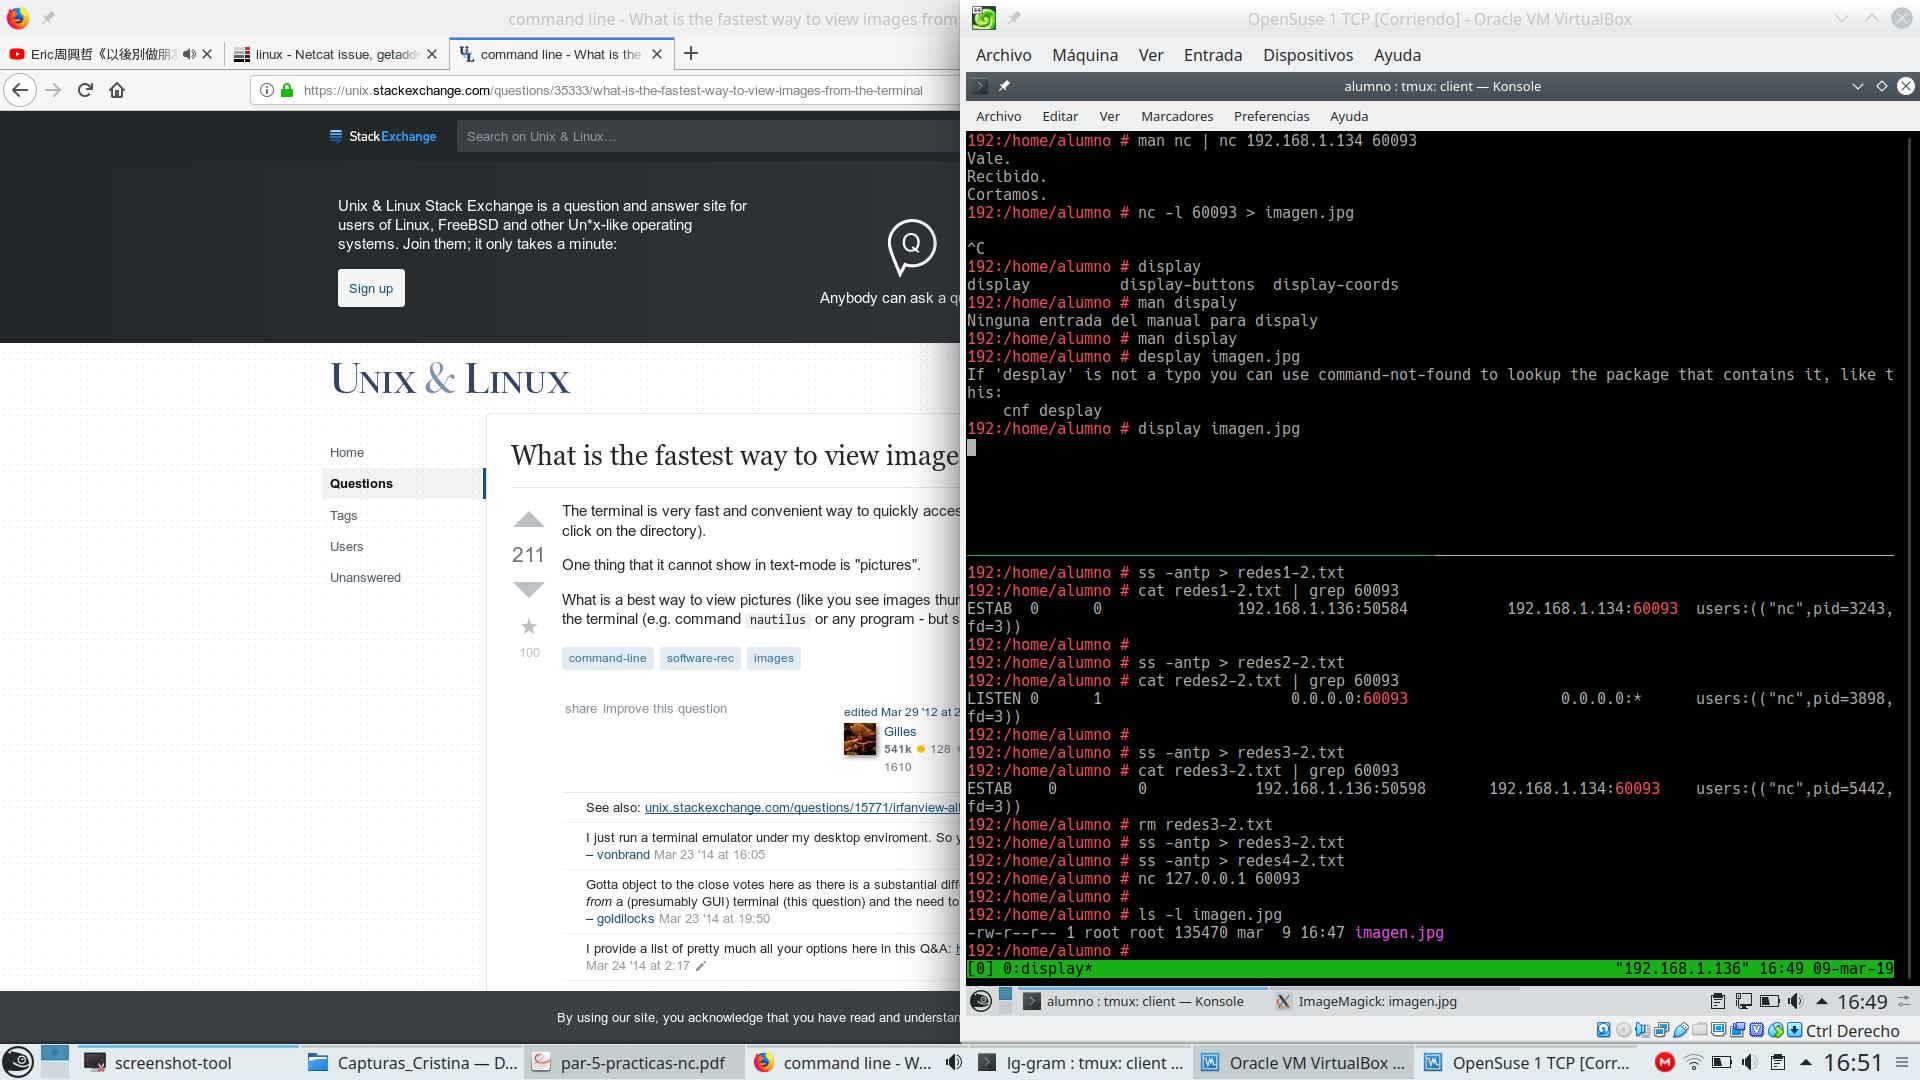 command line - What is the fastest way to view images from
Eric周興哲《以後別做朋
linux - Netcat issue, getadd
command line - What is the
https://unix.stackexchange.com/questions/35333/what-is-the-fastest-way-to-view-images-from-the-terminal
StackExchange
Search on Unix & Linux…
Unix & Linux Stack Exchange is a question and answer site for
users of Linux, FreeBSD and other Un*x-like operating
systems. Join them; it only takes a minute:
Sign up
Q
Anybody can ask a qu
UNIX & LINUX
Home
Questions
Tags
Users
Unanswered
What is the fastest way to view image
211
100
The terminal is very fast and convenient way to quickly acces
click on the directory).
One thing that it cannot show in text-mode is "pictures".
What is a best way to view pictures (like you see images thu
the terminal (e.g. command nautilus or any program - but s
command-line software-rec images
share improve this question
edited Mar 29 '12 at 2
Gilles
541k 128
1610
See also: unix.stackexchange.com/questions/15771/irfanview-alt
I just run a terminal emulator under my desktop enviroment. So y
– vonbrand Mar 23 '14 at 16:05
Gotta object to the close votes here as there is a substantial diff
from a (presumably GUI) terminal (this question) and the need to
– goldilocks Mar 23 '14 at 19:50
I provide a list of pretty much all your options here in this Q&A: h
Mar 24 '14 at 2:17
By using our site, you acknowledge that you have read and understan
OpenSuse 1 TCP [Corriendo] - Oracle VM VirtualBox
Archivo Máquina Ver Entrada Dispositivos Ayuda
alumno : tmux: client — Konsole
Archivo Editar Ver Marcadores Preferencias Ayuda
192:/home/alumno # man nc | nc 192.168.1.134 60093
Vale.
Recibido.
Cortamos.
192:/home/alumno # nc -l 60093 > imagen.jpg
^C
192:/home/alumno # display
display display-buttons display-coords
192:/home/alumno # man dispaly
Ninguna entrada del manual para dispaly
192:/home/alumno # man display
192:/home/alumno # desplay imagen.jpg
If 'desplay' is not a typo you can use command-not-found to lookup the package that contains it, like t
his:
cnf desplay
192:/home/alumno # display imagen.jpg
192:/home/alumno # ss -antp > redes1-2.txt
192:/home/alumno # cat redes1-2.txt | grep 60093
ESTAB 0 0 192.168.1.136:50584 192.168.1.134:60093 users:(("nc",pid=3243,
fd=3))
192:/home/alumno #
192:/home/alumno # ss -antp > redes2-2.txt
192:/home/alumno # cat redes2-2.txt | grep 60093
LISTEN 0 1 0.0.0.0:60093 0.0.0.0:* users:(("nc",pid=3898,
fd=3))
192:/home/alumno #
192:/home/alumno # ss -antp > redes3-2.txt
192:/home/alumno # cat redes3-2.txt | grep 60093
ESTAB 0 0 192.168.1.136:50598 192.168.1.134:60093 users:(("nc",pid=5442,
fd=3))
192:/home/alumno # rm redes3-2.txt
192:/home/alumno # ss -antp > redes3-2.txt
192:/home/alumno # ss -antp > redes4-2.txt
192:/home/alumno # nc 127.0.0.1 60093
192:/home/alumno #
192:/home/alumno # ls -l imagen.jpg
-rw-r--r-- 1 root root 135470 mar 9 16:47 imagen.jpg
192:/home/alumno #
[0] 0:display* "192.168.1.136" 16:49 09-mar-19
alumno : tmux: client — Konsole
ImageMagick: imagen.jpg
16:49
Ctrl Derecho
screenshot-tool
Capturas_Cristina — D...
par-5-practicas-nc.pdf
command line - W...
lg-gram : tmux: client ...
Oracle VM VirtualBox ...
OpenSuse 1 TCP [Corr...
16:51